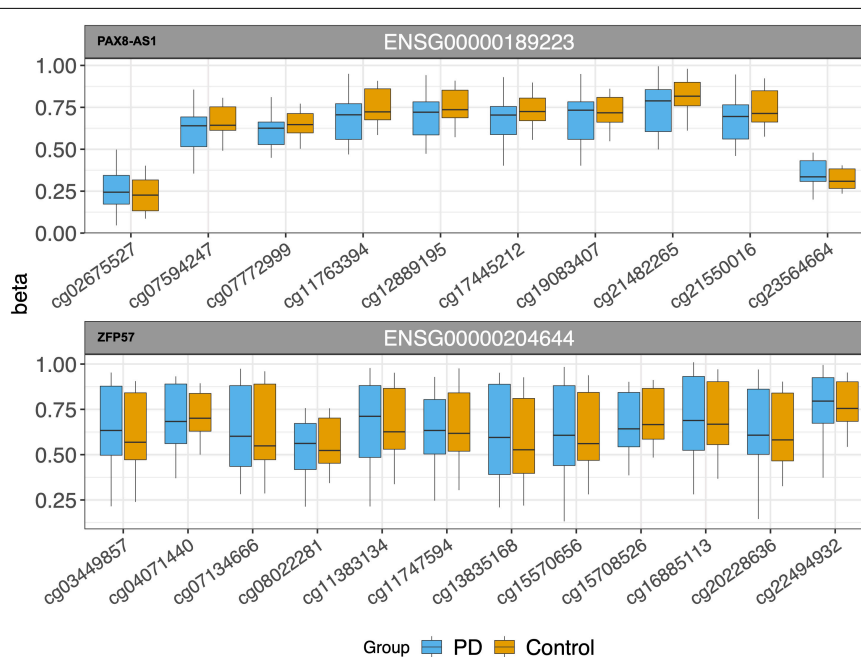 PAX8-AS1 ENSG00000189223
1.00
0.75
0.50
0.25
0.00
cg02675527 cg07594247 cg07772999 cg11763394 cg12889195 cg17445212 cg19083407 cg21482265 cg21550016 cg23564664
beta
ZFP57 ENSG00000204644
1.00
0.75
0.50
0.25
cg03449857 cg04071440 cg07134666 cg08022281 cg11383134 cg11747594 cg13835168 cg15570656 cg15708526 cg16885113 cg20228636 cg22494932
Group PD Control